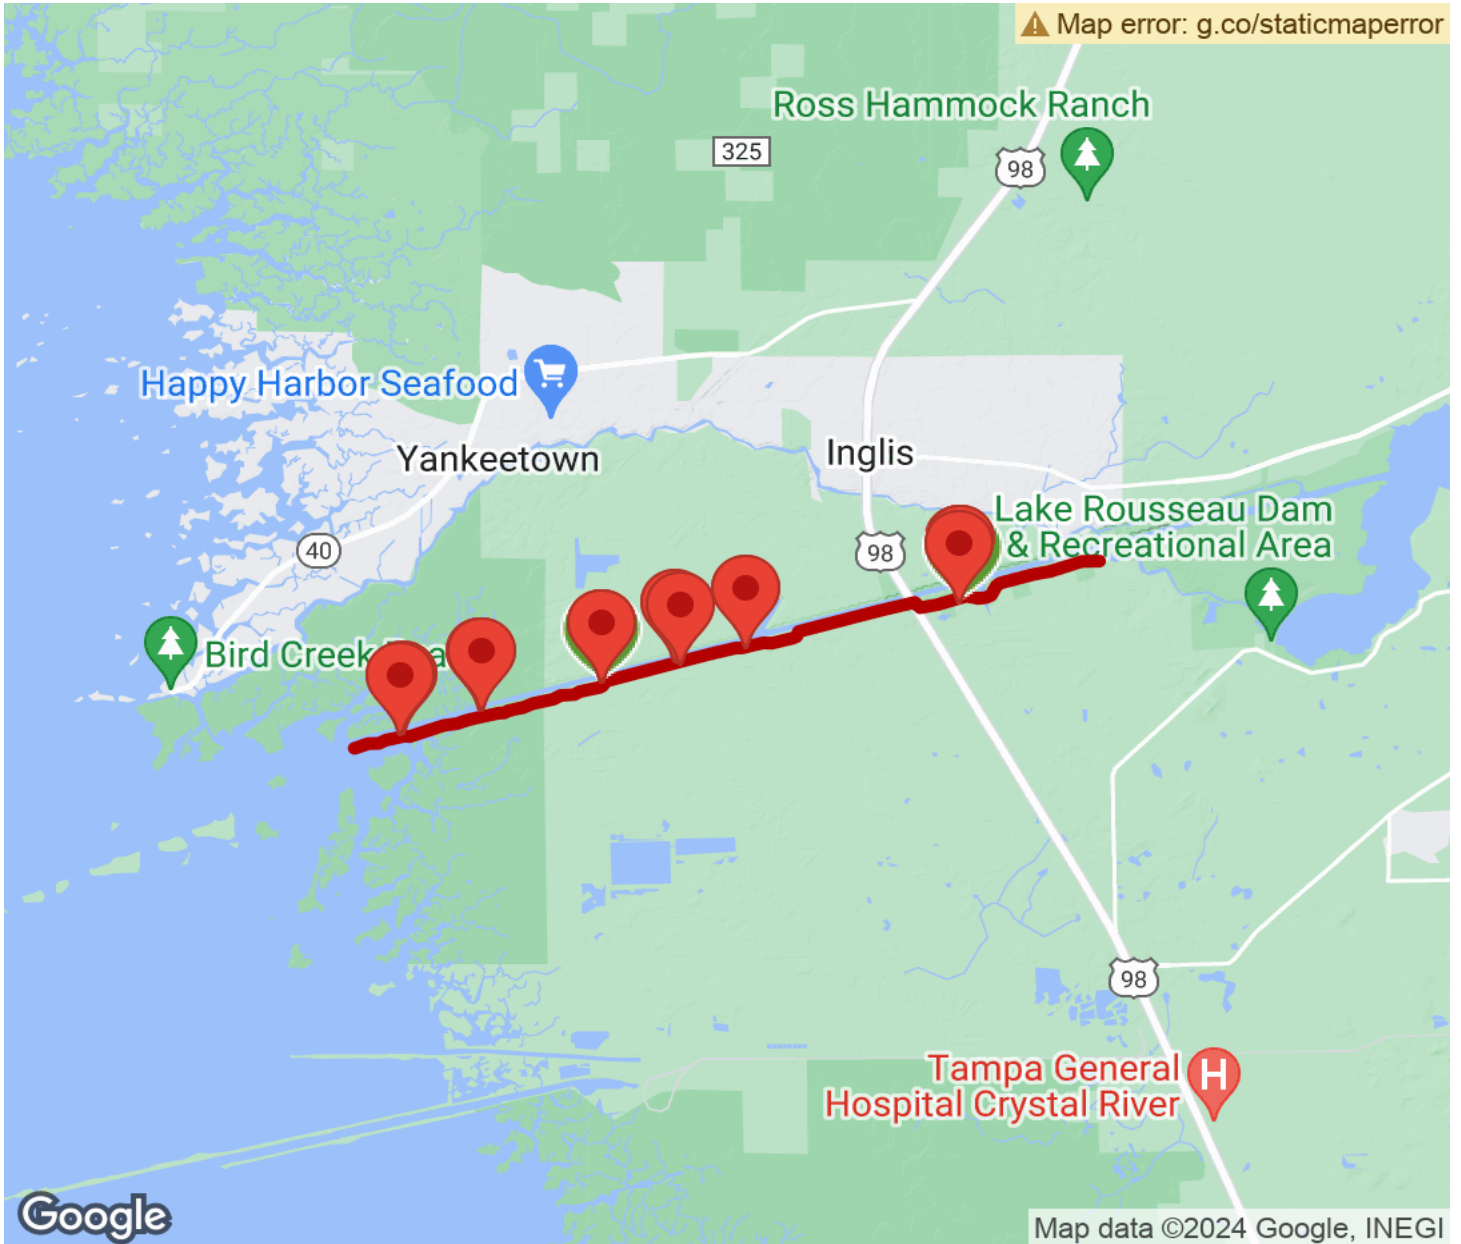 Map error: g.co/staticmaperror
Ross Hammock Ranch
325
98
Happy Harbor Seafood
Yankeetown
Inglis
Lake Rousseau Dam
& Recreational Area
40
98
Bird Creek
98
Tampa General
Hospital Crystal River
H
Google
Map data ©2024 Google, INEGI